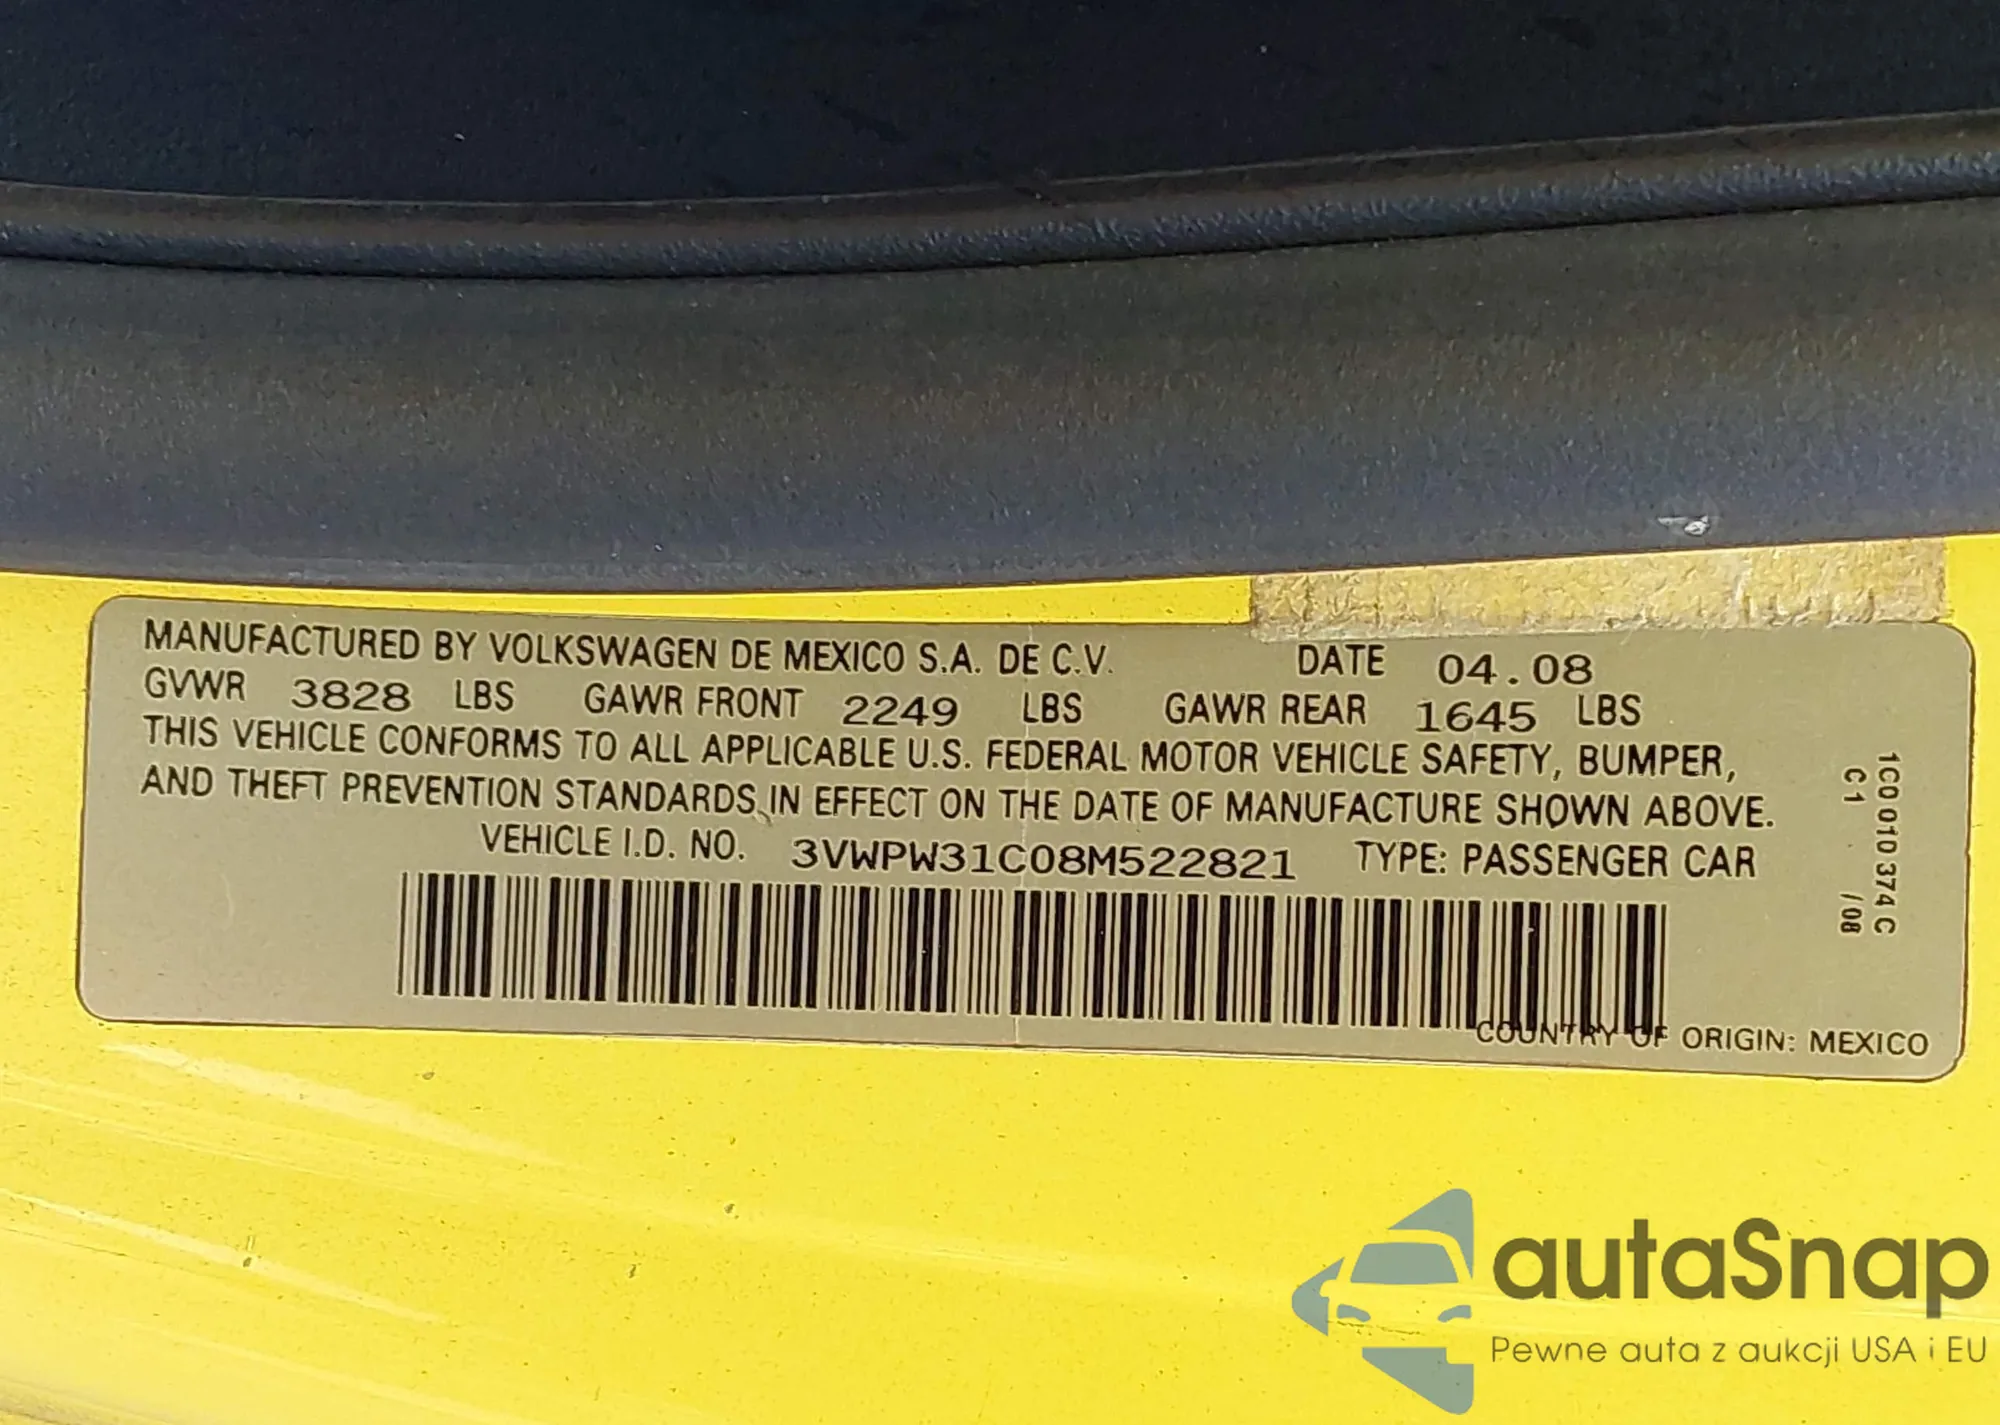 MANUFACTURED BY VOLKSWAGEN DE MEXICO S.A. DE C.V. DATE 04.08
GVWR 3828 LBS GAWR FRONT 2249 LBS GAWR REAR 1645 LBS
THIS VEHICLE CONFORMS TO ALL APPLICABLE U.S. FEDERAL MOTOR VEHICLE SAFETY, BUMPER,
AND THEFT PREVENTION STANDARDS IN EFFECT ON THE DATE OF MANUFACTURE SHOWN ABOVE.
VEHICLE I.D. NO. 3VWPW31C08M522821 TYPE: PASSENGER CAR
1C0 010 374 C
C1 /08
COUNTRY OF ORIGIN: MEXICO
autaSnap
Pewne auta z aukcji USA i EU